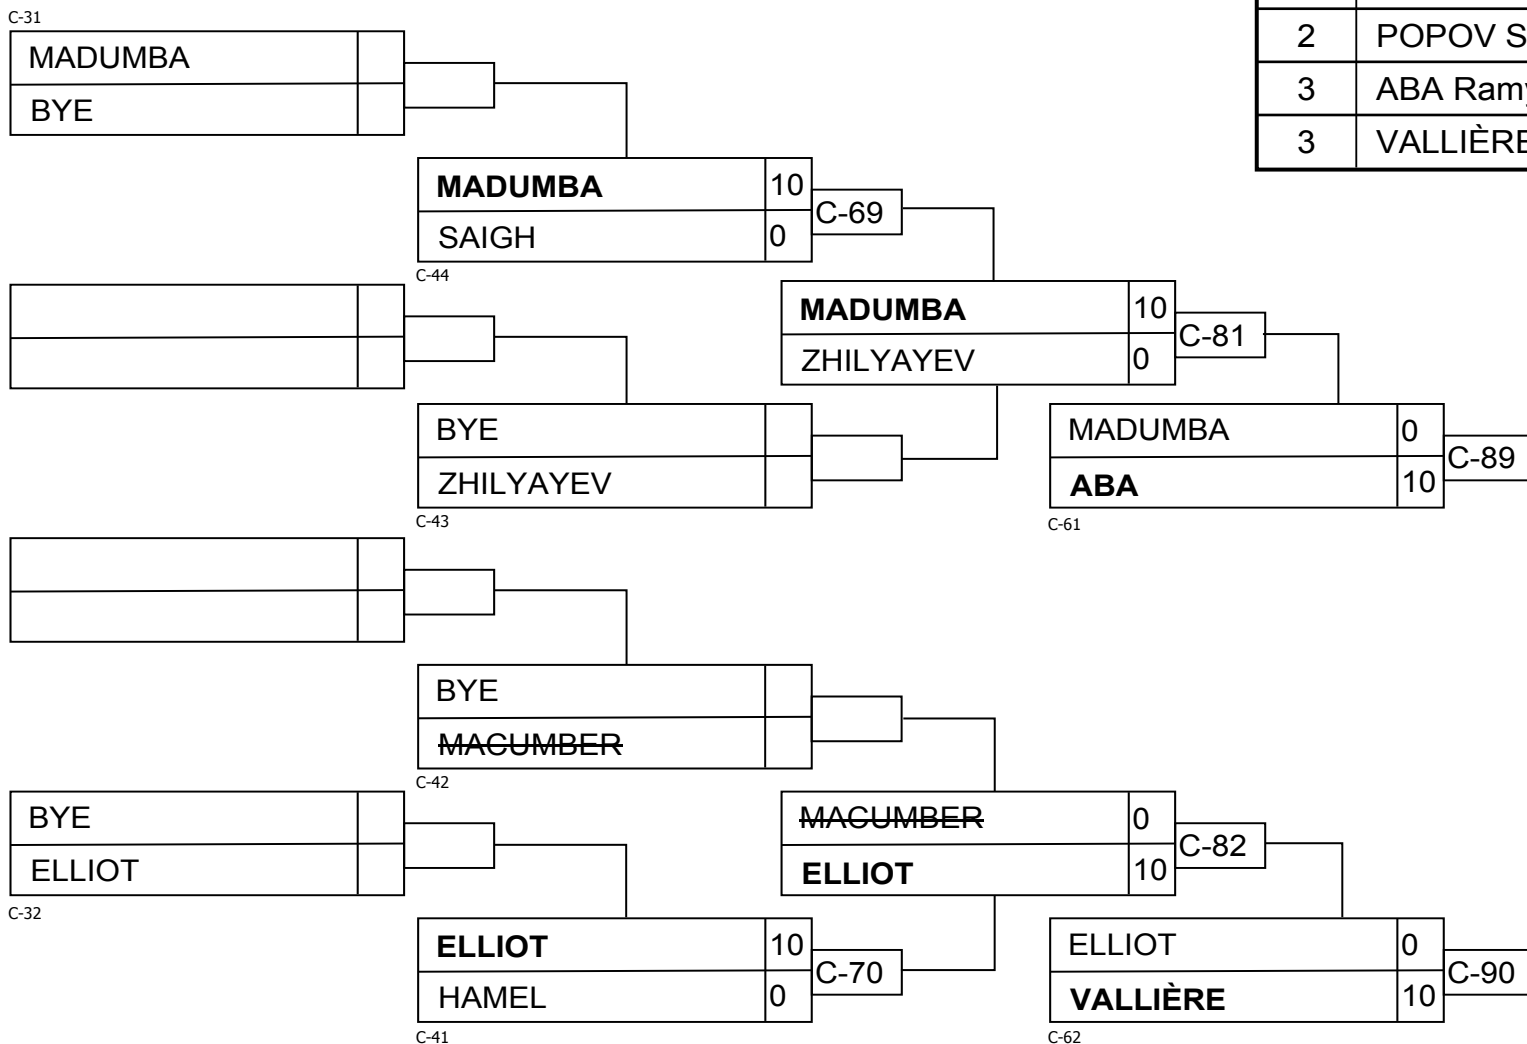 C-31
MADUMBA
BYE
2 POPOV S
3 ABA Ramy
3 VALLIÈRE
MADUMBA 10
SAIGH 0
C-69
C-44
MADUMBA 10
ZHILYAYEV 0
C-81
BYE
ZHILYAYEV
C-43
MADUMBA 0
ABA 10
C-89
C-61
BYE
MACUMBER
C-42
BYE
ELLIOT
C-32
MACUMBER 0
ELLIOT 10
C-82
ELLIOT 10
HAMEL 0
C-70
C-41
ELLIOT 0
VALLIÈRE 10
C-90
C-62